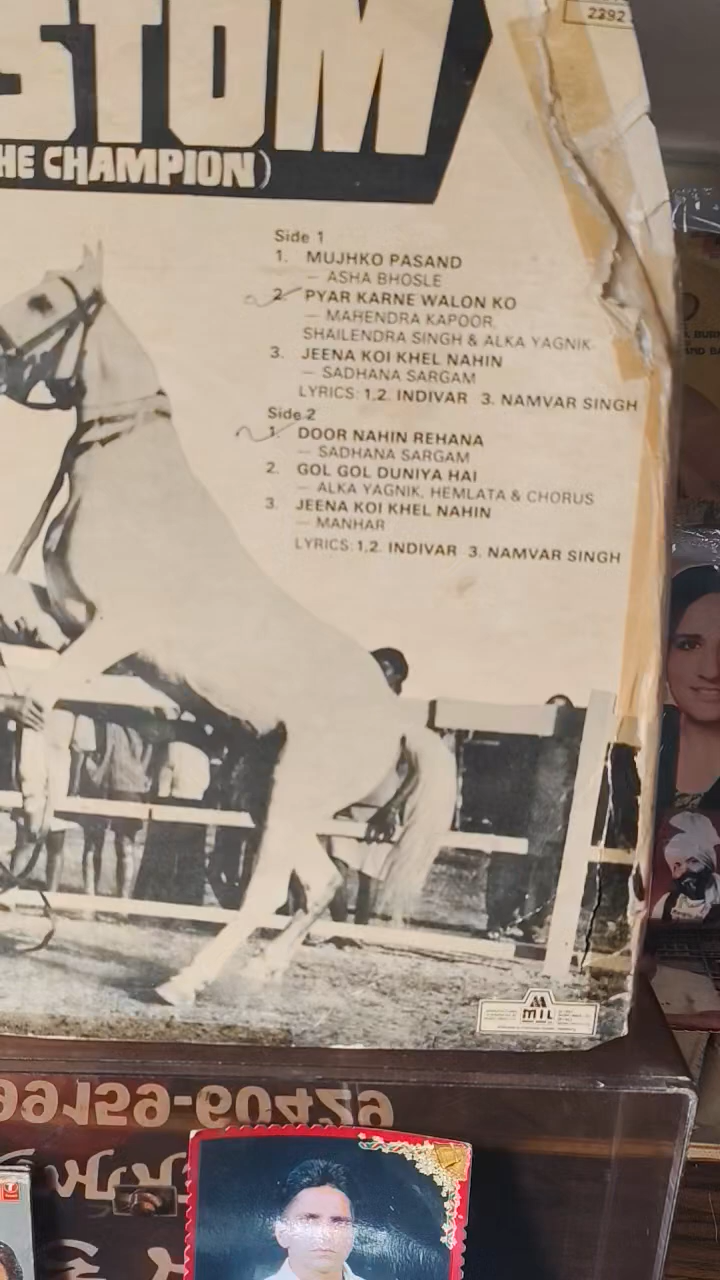 2292
STOM
HE CHAMPION)
Side 1
1. MUJHKO PASAND
— ASHA BHOSLE
2. PYAR KARNE WALON KO
— MAHENDRA KAPOOR,
SHAILENDRA SINGH & ALKA YAGNIK
3. JEENA KOI KHEL NAHIN
— SADHANA SARGAM
LYRICS: 1,2. INDIVAR 3. NAMVAR SINGH
Side 2
1. DOOR NAHIN REHANA
— SADHANA SARGAM
2. GOL GOL DUNIYA HAI
— ALKA YAGNIK, HEMLATA & CHORUS
3. JEENA KOI KHEL NAHIN
— MANHAR
LYRICS: 1,2. INDIVAR 3. NAMVAR SINGH
MIL
99159-60429